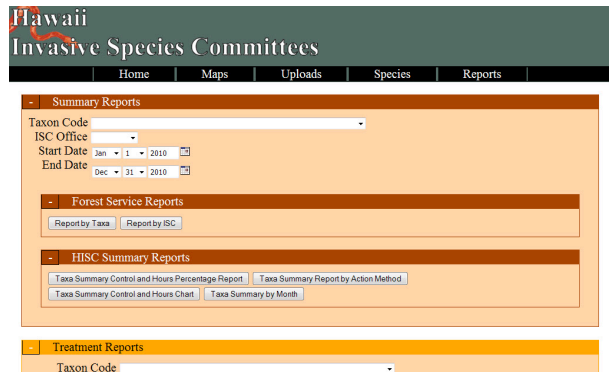 Hawaii
Invasive Species Committees
Home Maps Uploads Species Reports
- Summary Reports
Taxon Code
ISC Office
Start Date Jan 1 2010
End Date Dec 31 2010
- Forest Service Reports
Report by Taxa Report by ISC
- HISC Summary Reports
Taxa Summary Control and Hours Percentage Report Taxa Summary Report by Action Method
Taxa Summary Control and Hours Chart Taxa Summary by Month
- Treatment Reports
Taxon Code